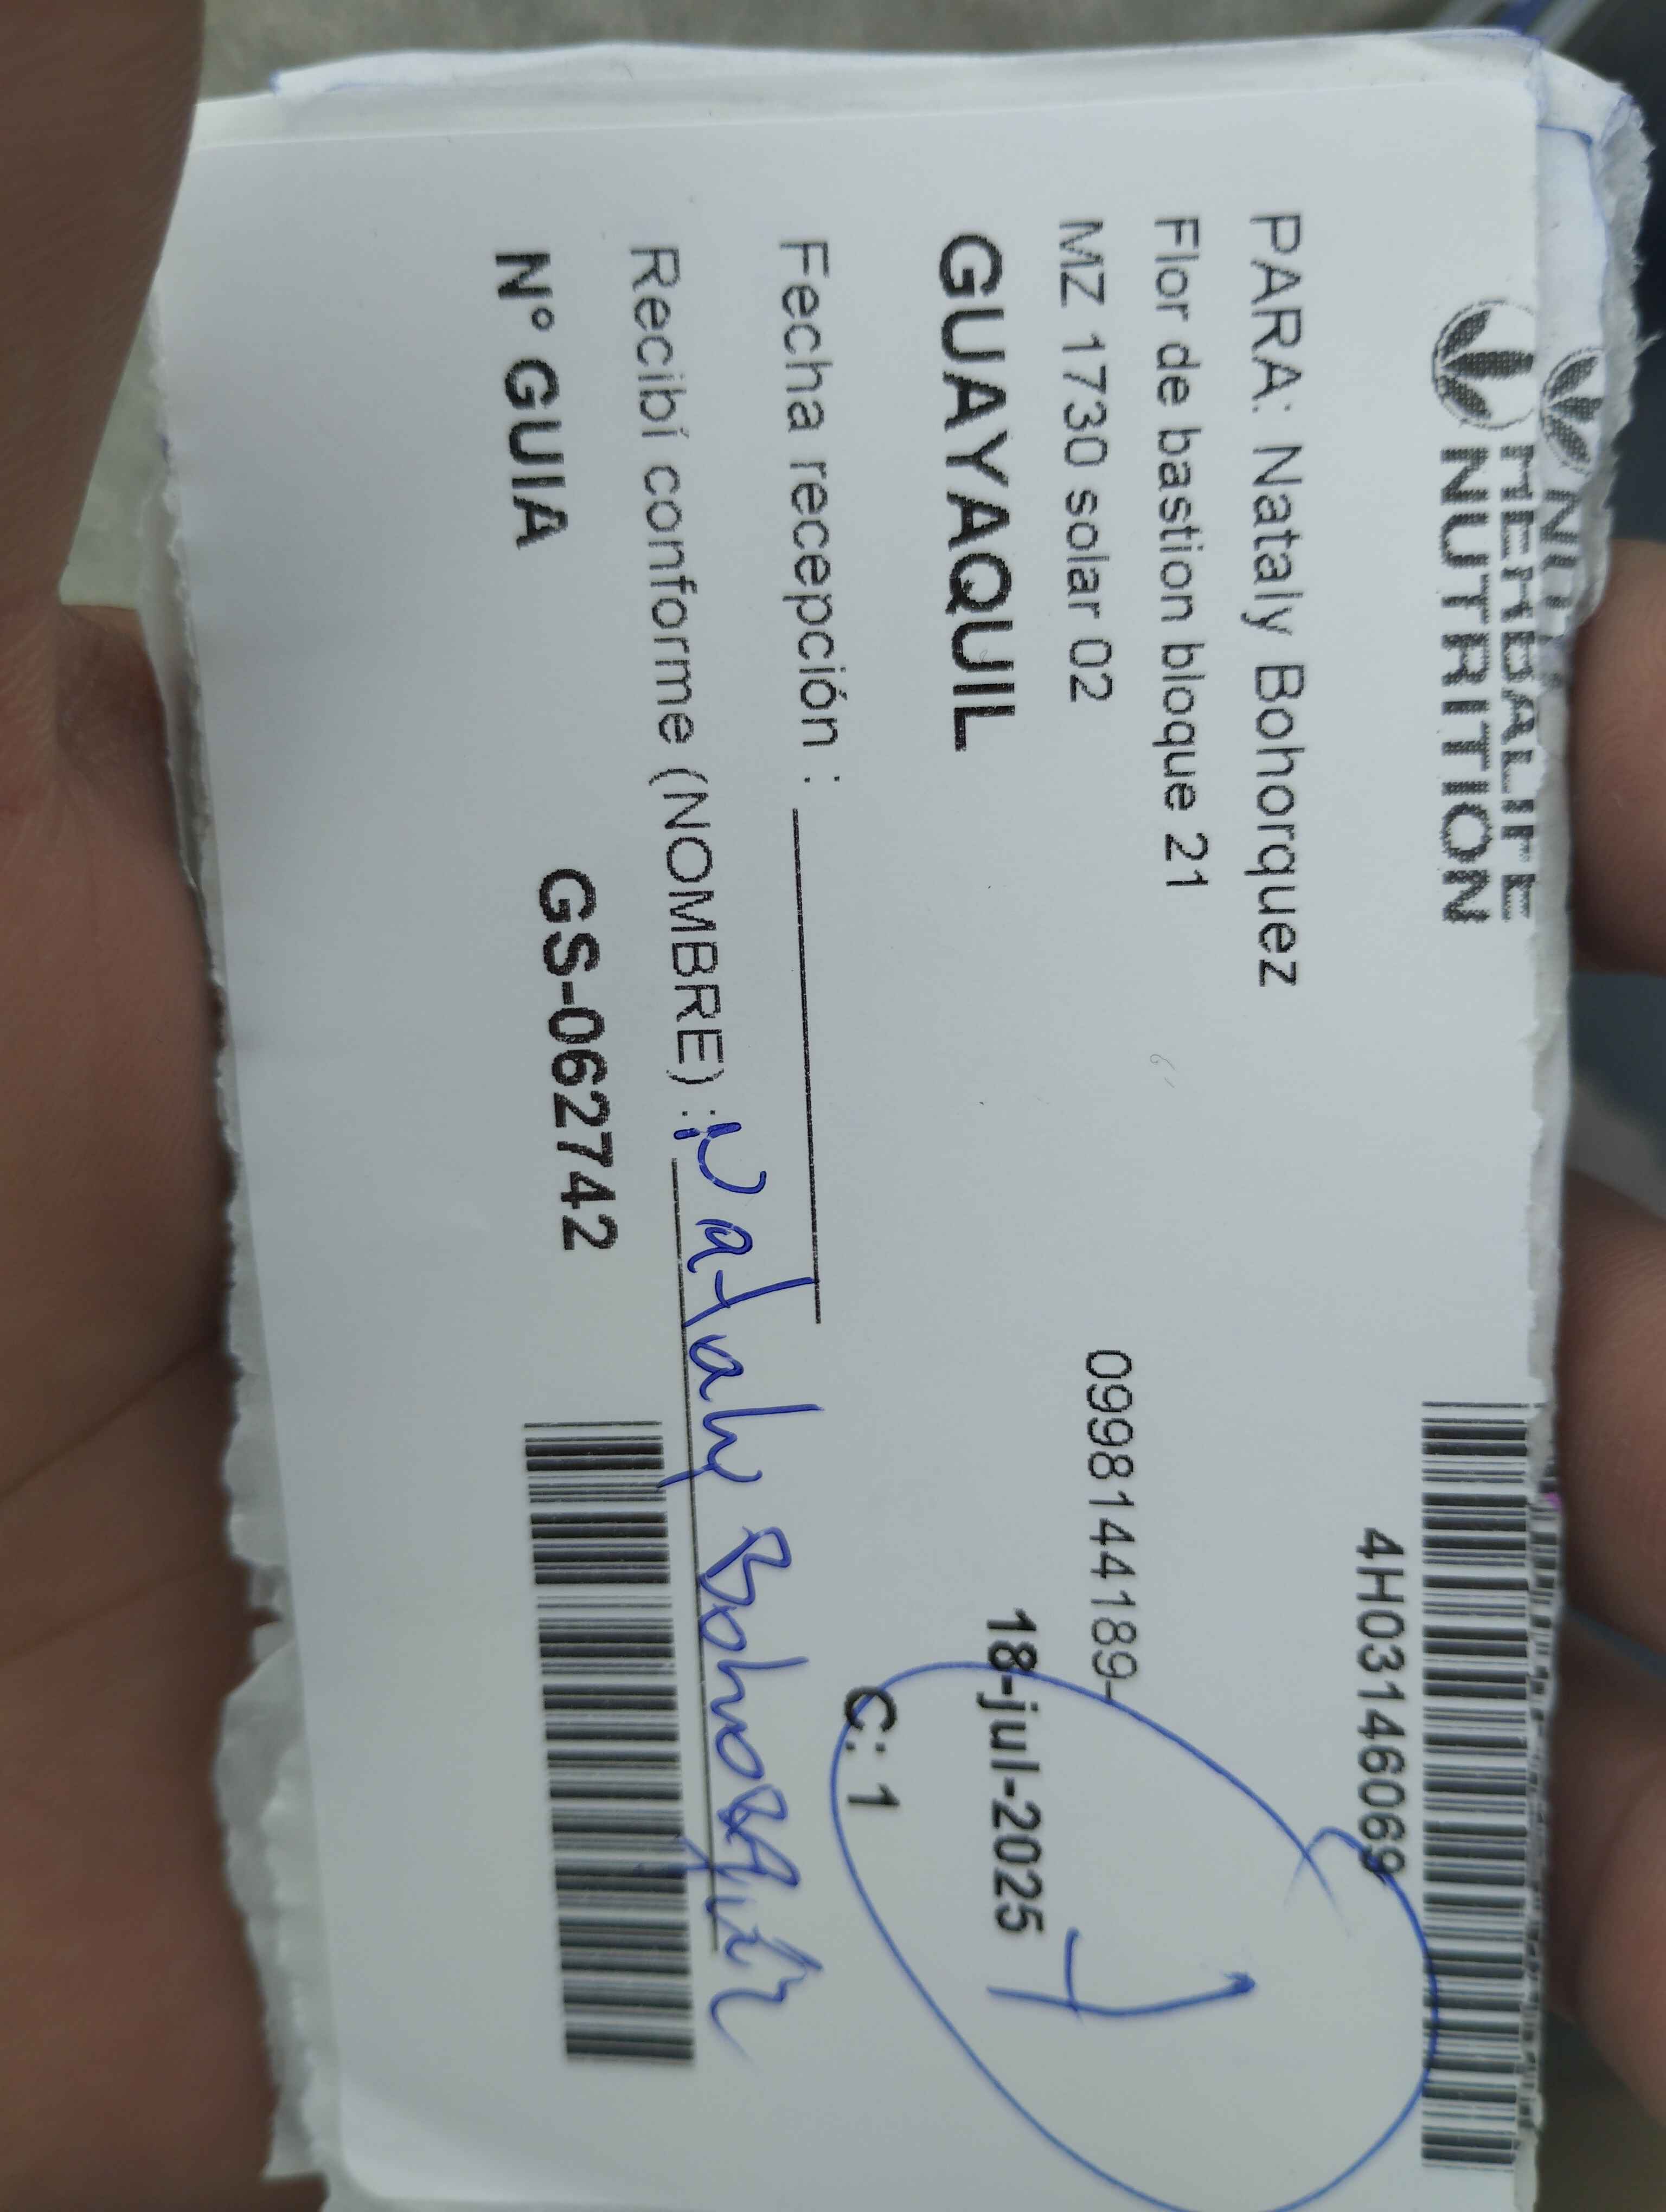 HERBALIFE
NUTRITION
4H03146069
PARA: Nataly Bohorquez
Flor de bastion bloque 21
MZ 1730 solar 02
0998144189-
GUAYAQUIL
18-jul-2025
C: 1
Fecha recepción :
Recibí conforme (NOMBRE) : Nataly Bohorquez
N° GUIA
GS-062742